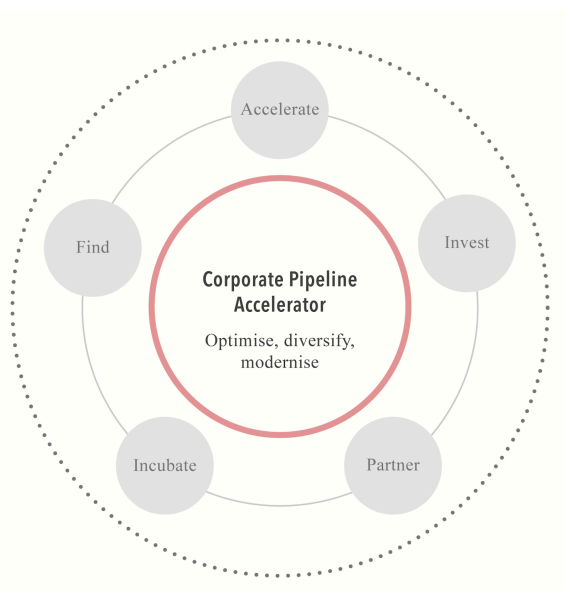 Accelerate
Find
Invest
Corporate Pipeline
Accelerator
Optimise, diversify,
modernise
Incubate
Partner